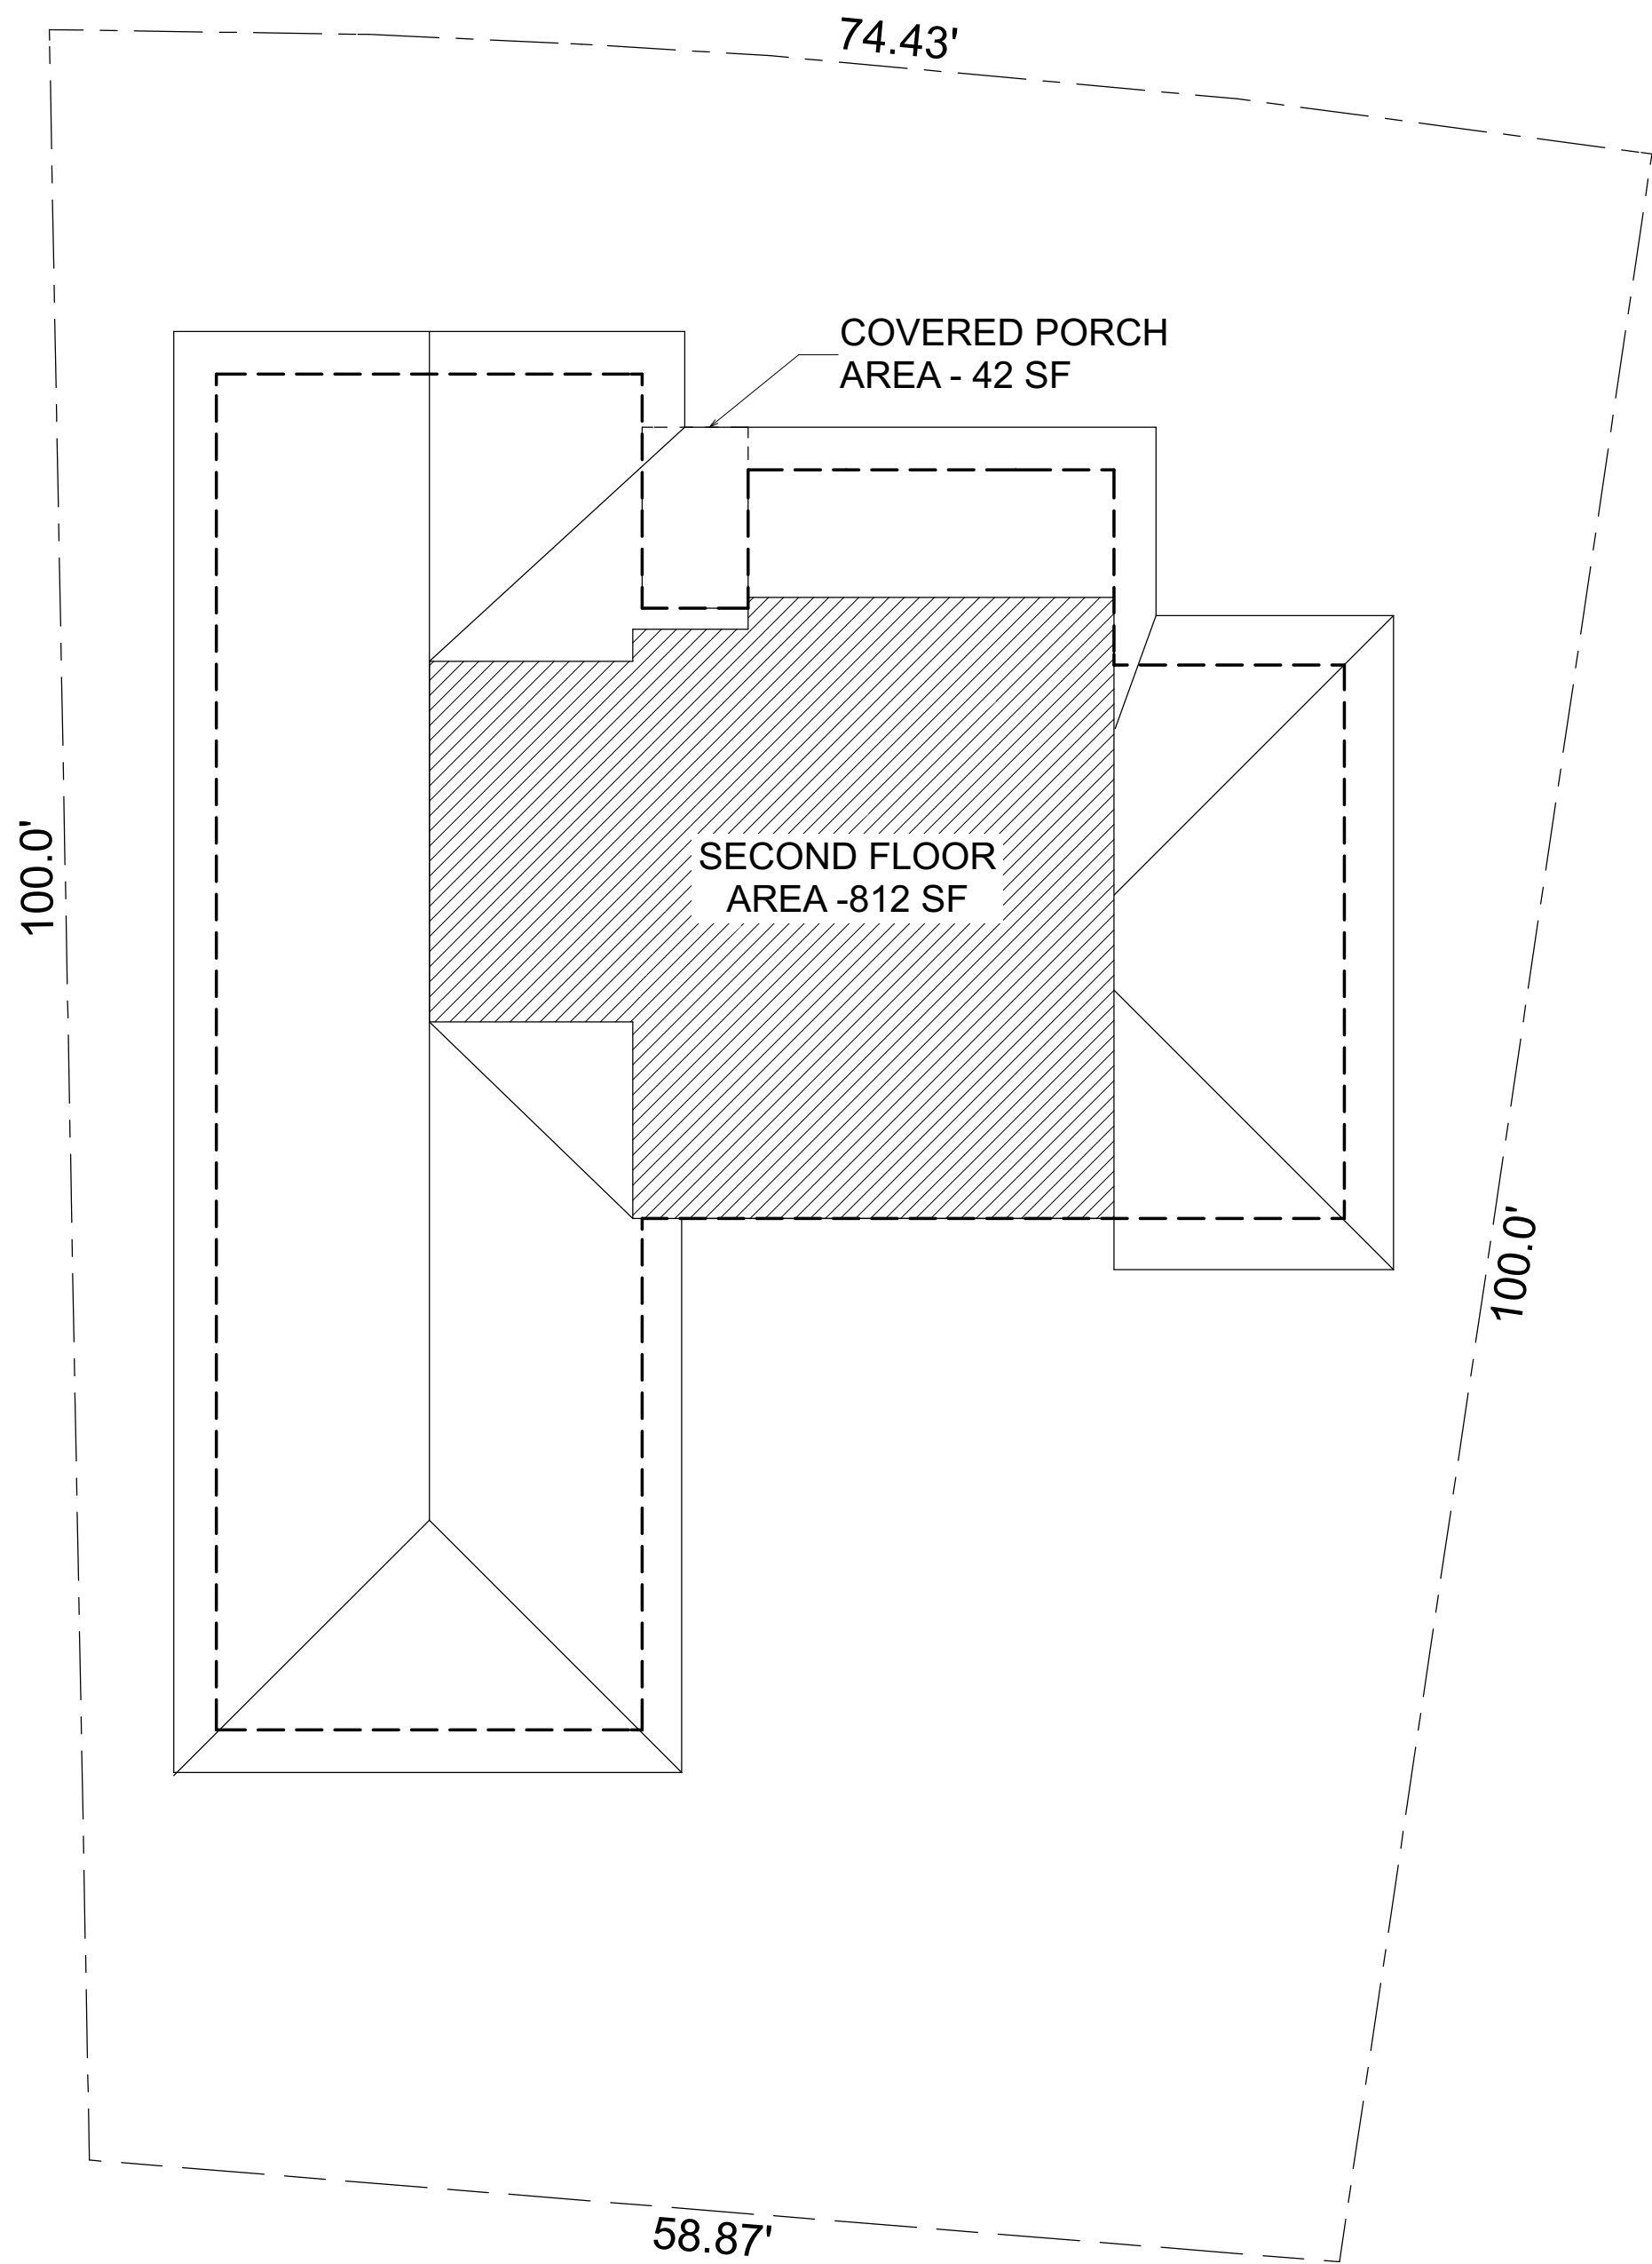 74.43'
COVERED PORCH
AREA - 42 SF
100.0'
SECOND FLOOR
AREA -812 SF
100.0'
58.87'